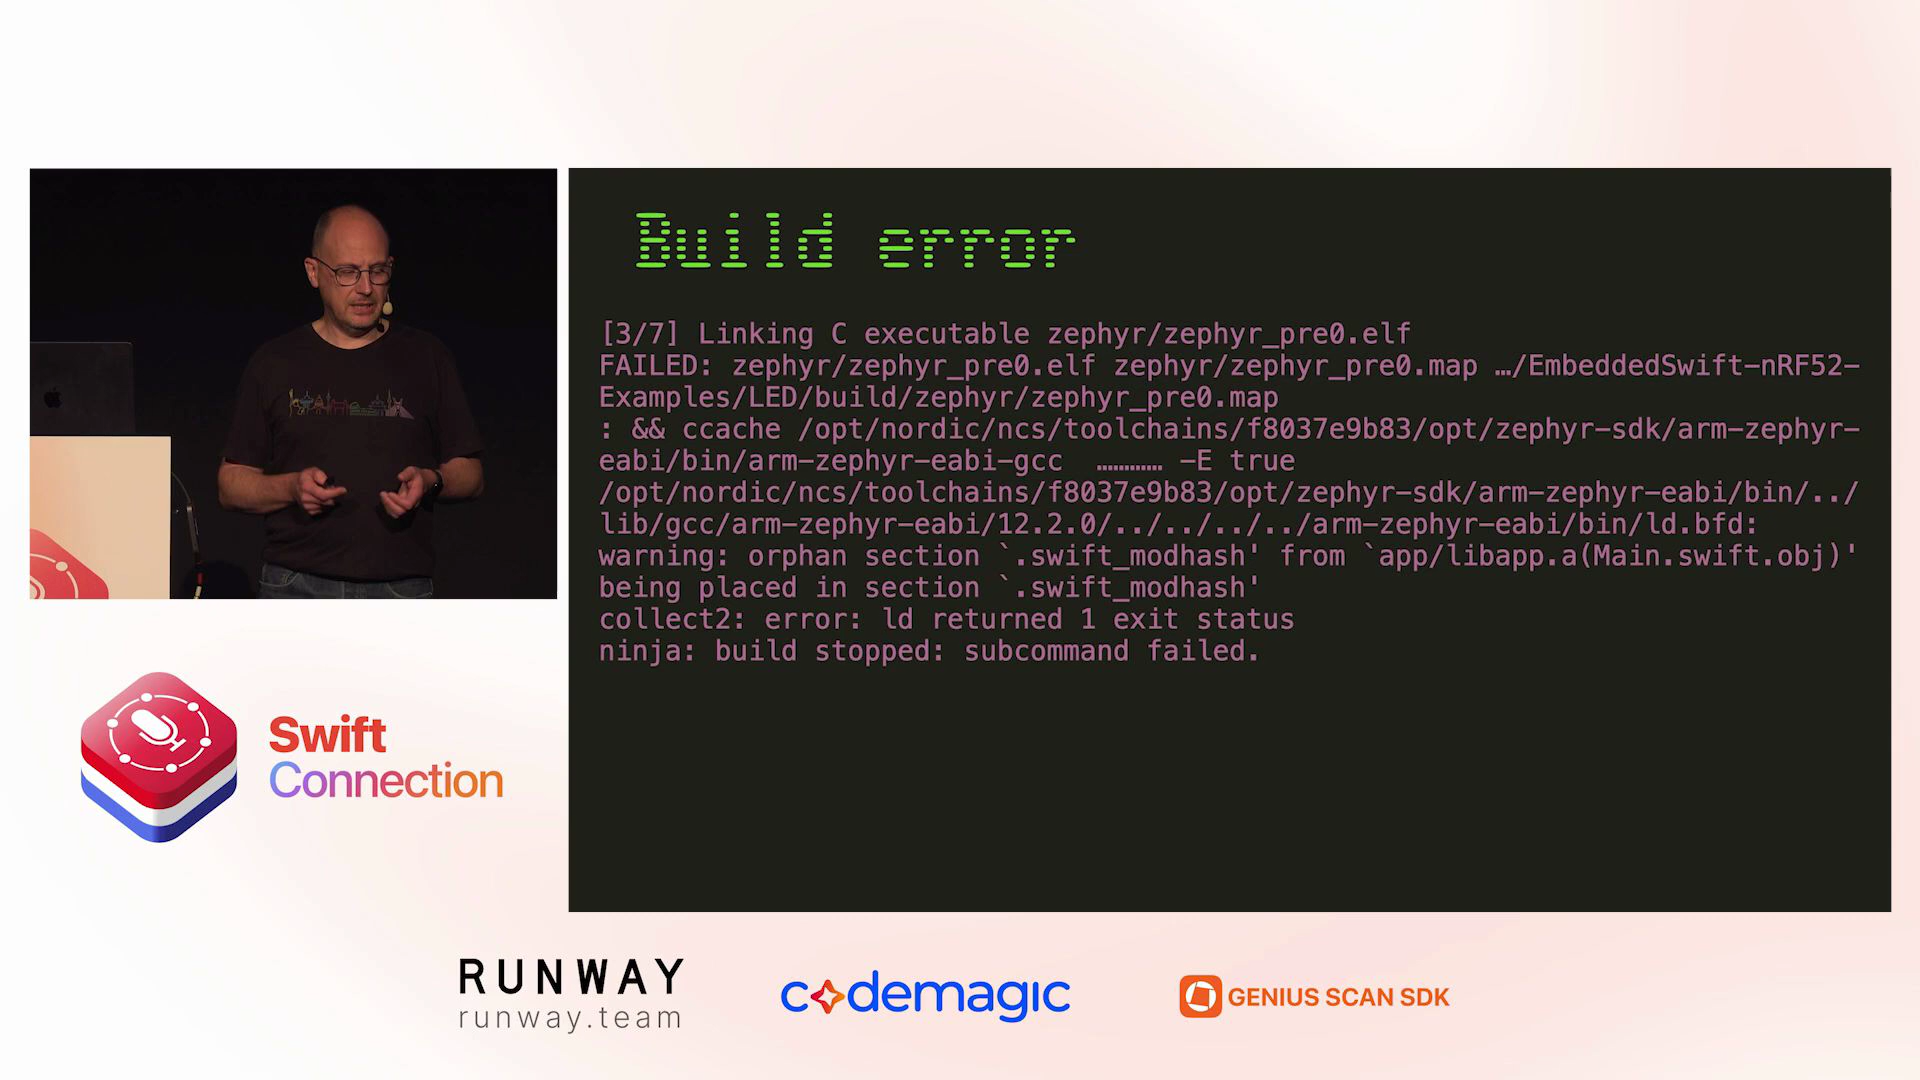 Build error
[3/7] Linking C executable zephyr/zephyr_pre0.elf
FAILED: zephyr/zephyr_pre0.elf zephyr/zephyr_pre0.map …/EmbeddedSwift-nRF52-
Examples/LED/build/zephyr/zephyr_pre0.map
: && ccache /opt/nordic/ncs/toolchains/f8037e9b83/opt/zephyr-sdk/arm-zephyr-
eabi/bin/arm-zephyr-eabi-gcc ………… -E true
/opt/nordic/ncs/toolchains/f8037e9b83/opt/zephyr-sdk/arm-zephyr-eabi/bin/../
lib/gcc/arm-zephyr-eabi/12.2.0/../../../../arm-zephyr-eabi/bin/ld.bfd:
warning: orphan section `.swift_modhash' from `app/libapp.a(Main.swift.obj)'
being placed in section `.swift_modhash'
collect2: error: ld returned 1 exit status
ninja: build stopped: subcommand failed.
Swift
Connection
RUNWAY
runway.team
codemagic
GENIUS SCAN SDK